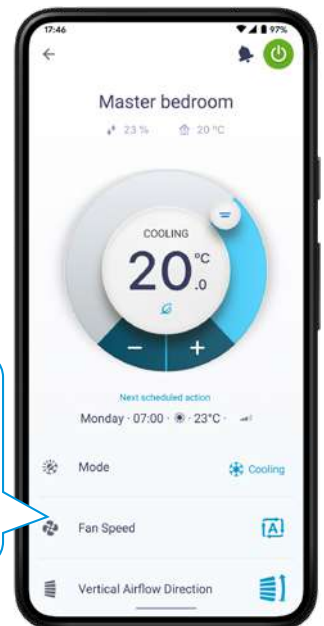 17:46 97%
Master bedroom
23 % 20 °C
COOLING
20 °C .0
− +
Next scheduled action
Monday · 07:00 · 23°C ·
Mode Cooling
Fan Speed A
Vertical Airflow Direction